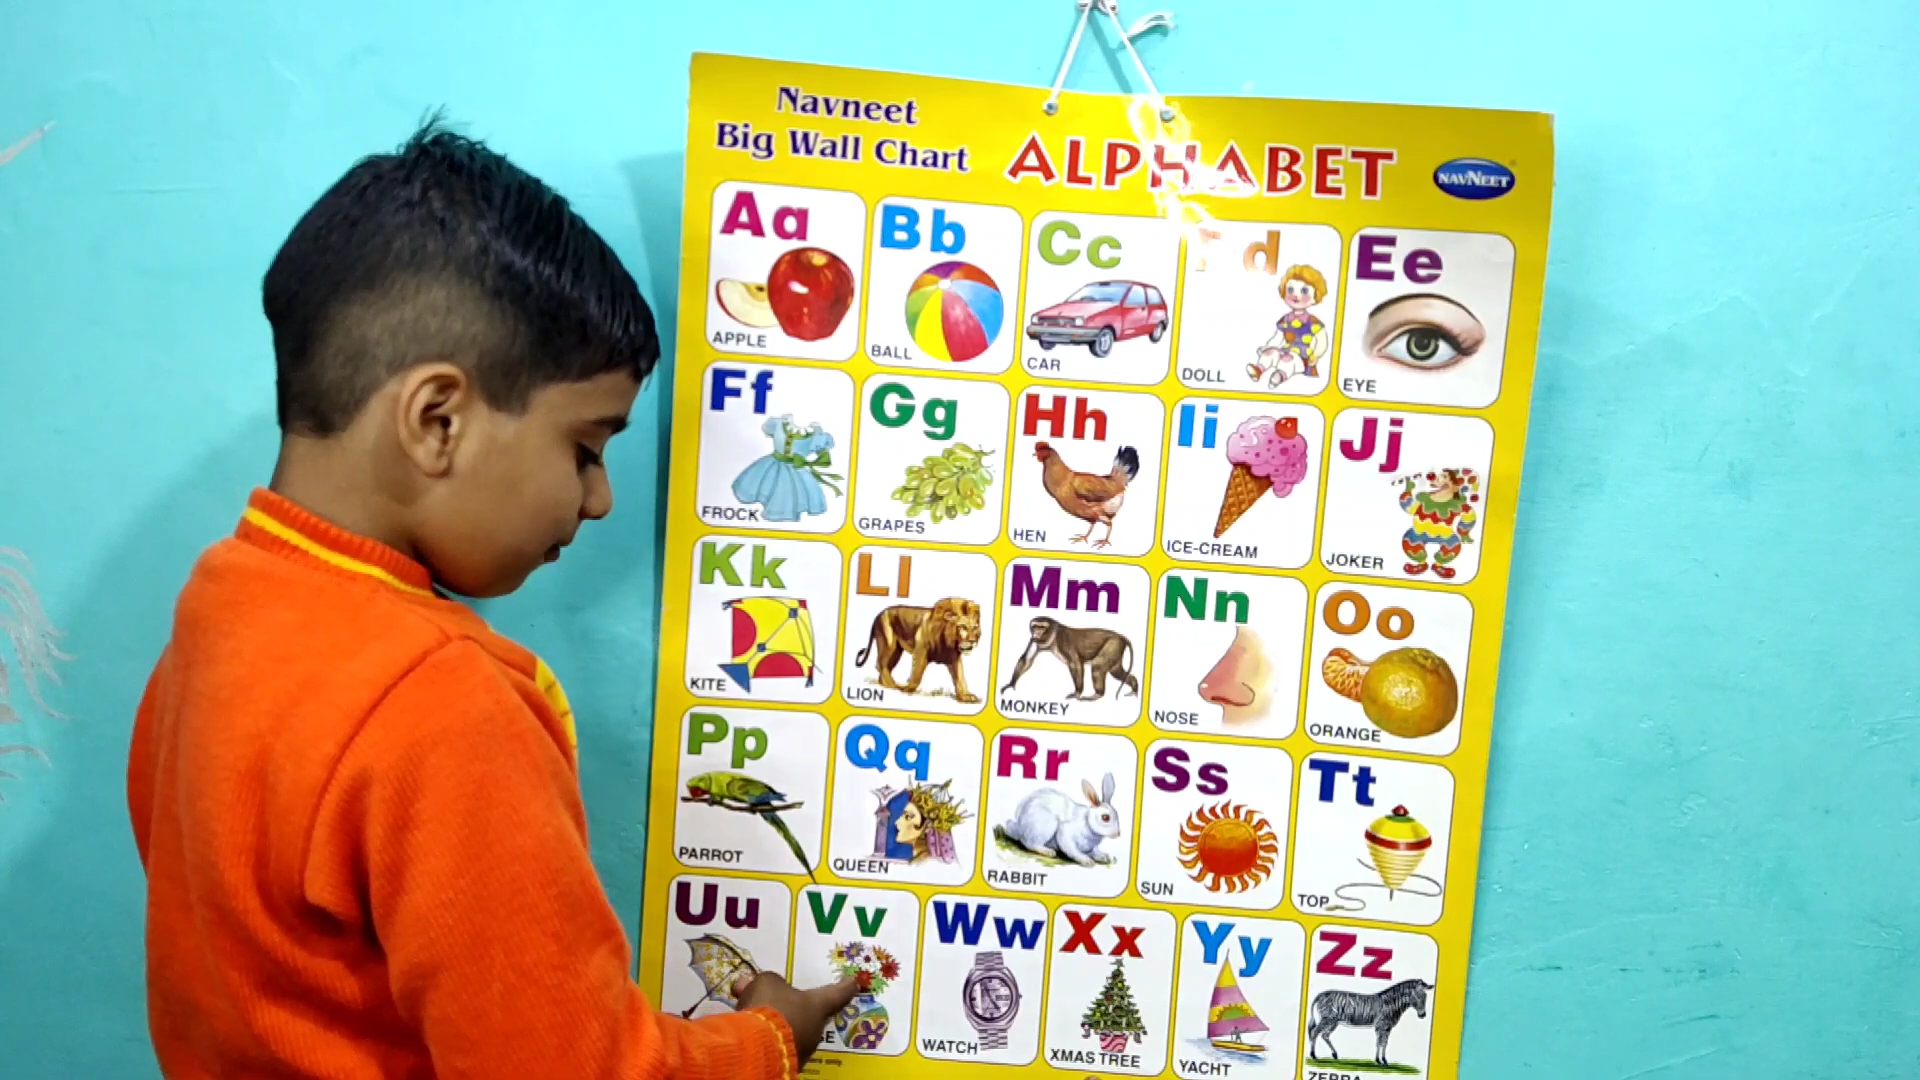 Navneet
Big Wall Chart
ALPHABET
NAVNEET
Aa
APPLE
Bb
BALL
Cc
CAR
d
DOLL
Ee
EYE
Ff
FROCK
Gg
GRAPES
Hh
HEN
Ii
ICE-CREAM
Jj
JOKER
Kk
KITE
Ll
LION
Mm
MONKEY
Nn
NOSE
Oo
ORANGE
Pp
PARROT
Qq
QUEEN
Rr
RABBIT
Ss
SUN
Tt
TOP
Uu
Vv
SE
Ww
WATCH
Xx
XMAS TREE
Yy
YACHT
Zz
ZEBRA